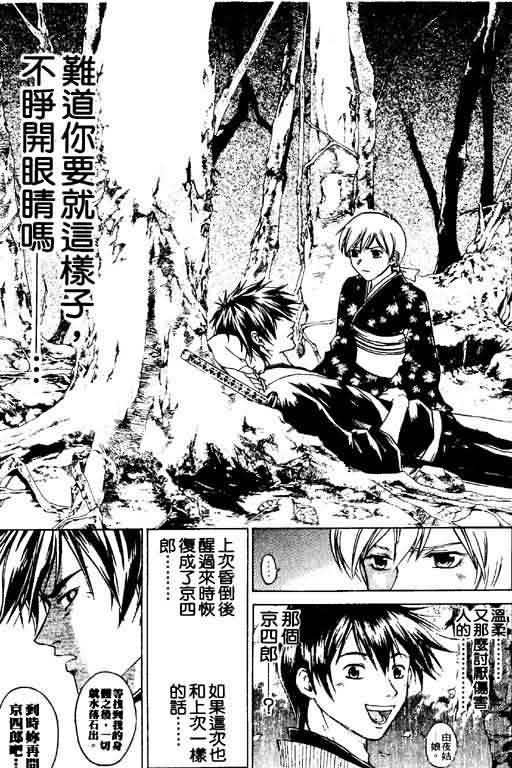 難道你要就這樣子，
不睜開眼睛嗎……
溫柔
又那麼討厭傷害
人的……
那個
京四郎……？
由夜姑
娘。
上次昏倒後
醒過來時恢
復成了京四
郎……
如果這次也
和上次一樣
的話……
等找到我的身
體之後，一切
就水落石出。
到時妳再問
京四郎吧…